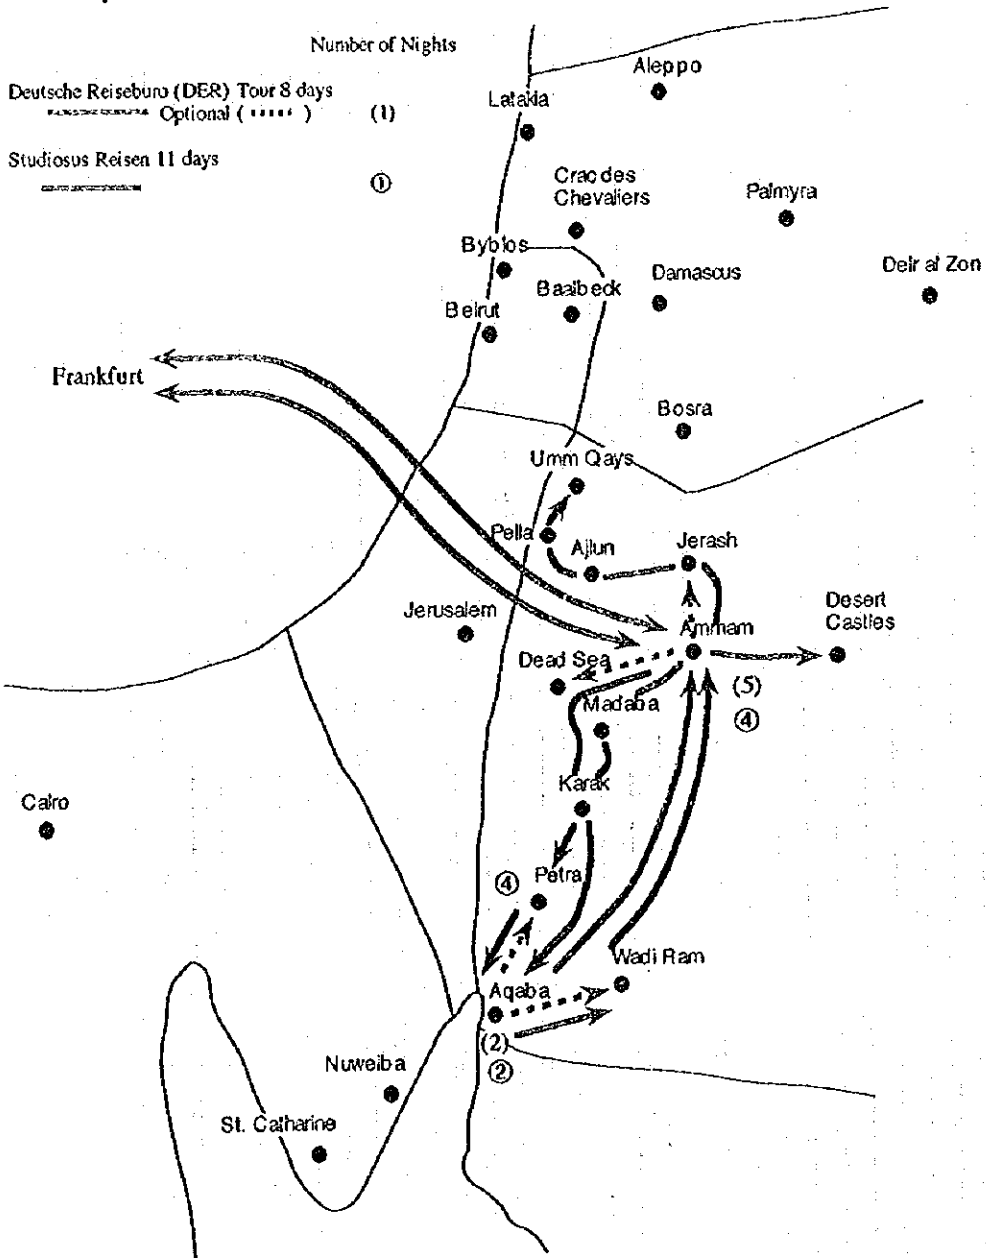 Number of Nights
Deutsche Reiseburo (DER) Tour 8 days
Optional ( ····· ) (1)
Studiosus Reisen 11 days
①
Aleppo
Latakia
Crac des
Chevaliers
Palmyra
Byblos
Deir al Zon
Damascus
Baalbeck
Beirut
Frankfurt
Bosra
Umm Qays
Pella
Ajlun
Jerash
Jerusalem
Desert
Castles
Amman
Dead Sea
(5)
Madaba
④
Karak
Cairo
Petra
④
Wadi Ram
Aqaba
(2)
②
Nuweiba
St. Catharine